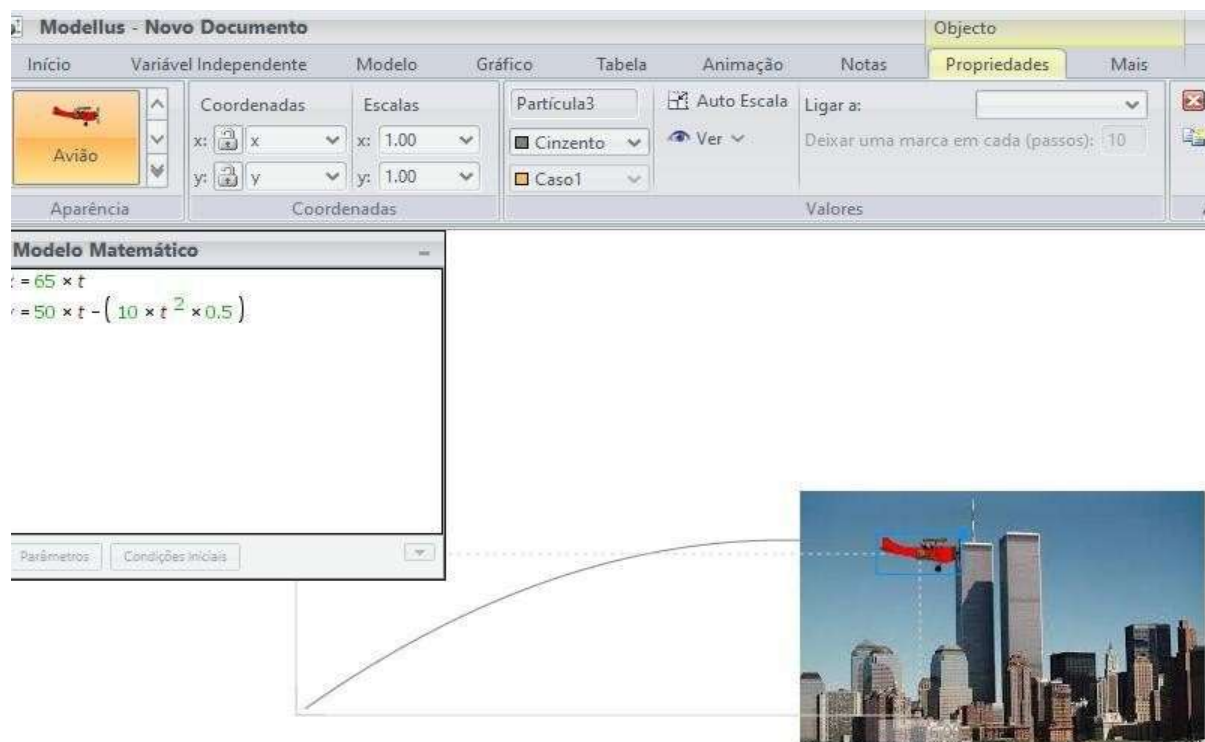 Modellus - Novo Documento
Objecto
Início Variável Independente Modelo Gráfico Tabela Animação Notas Propriedades Mais
Avião
Coordenadas
x: x
y: y
Escalas
x: 1.00
y: 1.00
Partícula3
Cinzento
Caso1
Auto Escala
Ver
Ligar a:
Deixar uma marca em cada (passos): 10
Aparência Coordenadas Valores
Modelo Matemático
= 65 × t
= 50 × t - ( 10 × t 2 × 0.5 )
Parâmetros Condições Iniciais